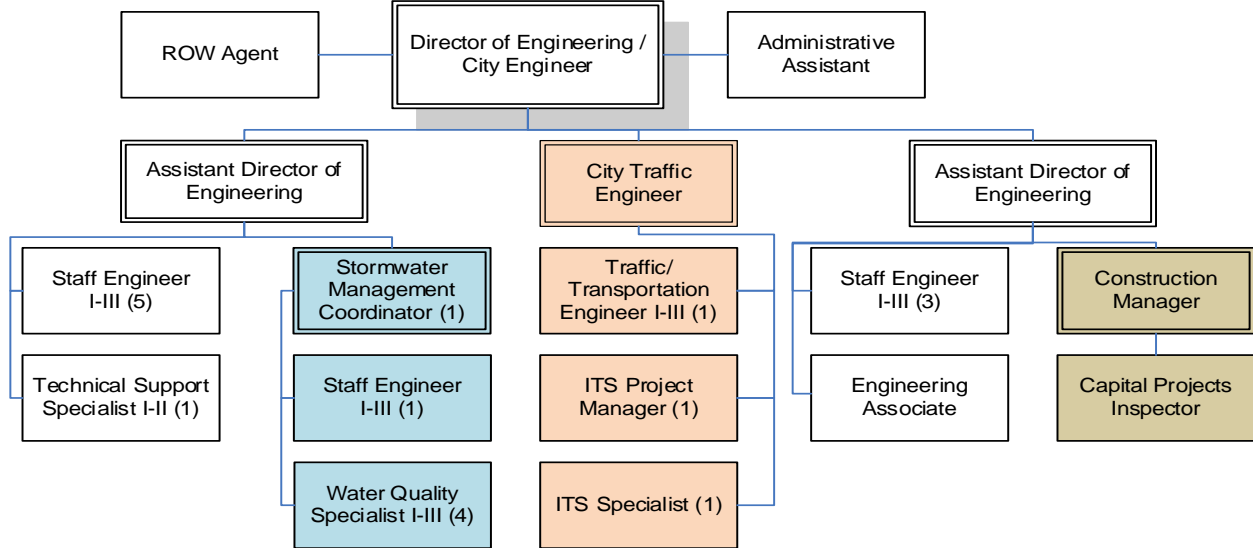 ROW Agent
Director of Engineering /
City Engineer
Administrative
Assistant
Assistant Director of
Engineering
City Traffic
Engineer
Assistant Director of
Engineering
Staff Engineer
I-III (5)
Stormwater
Management
Coordinator (1)
Traffic/
Transportation
Engineer I-III (1)
Staff Engineer
I-III (3)
Construction
Manager
Technical Support
Specialist I-II (1)
Staff Engineer
I-III (1)
ITS Project
Manager (1)
Engineering
Associate
Capital Projects
Inspector
Water Quality
Specialist I-III (4)
ITS Specialist (1)